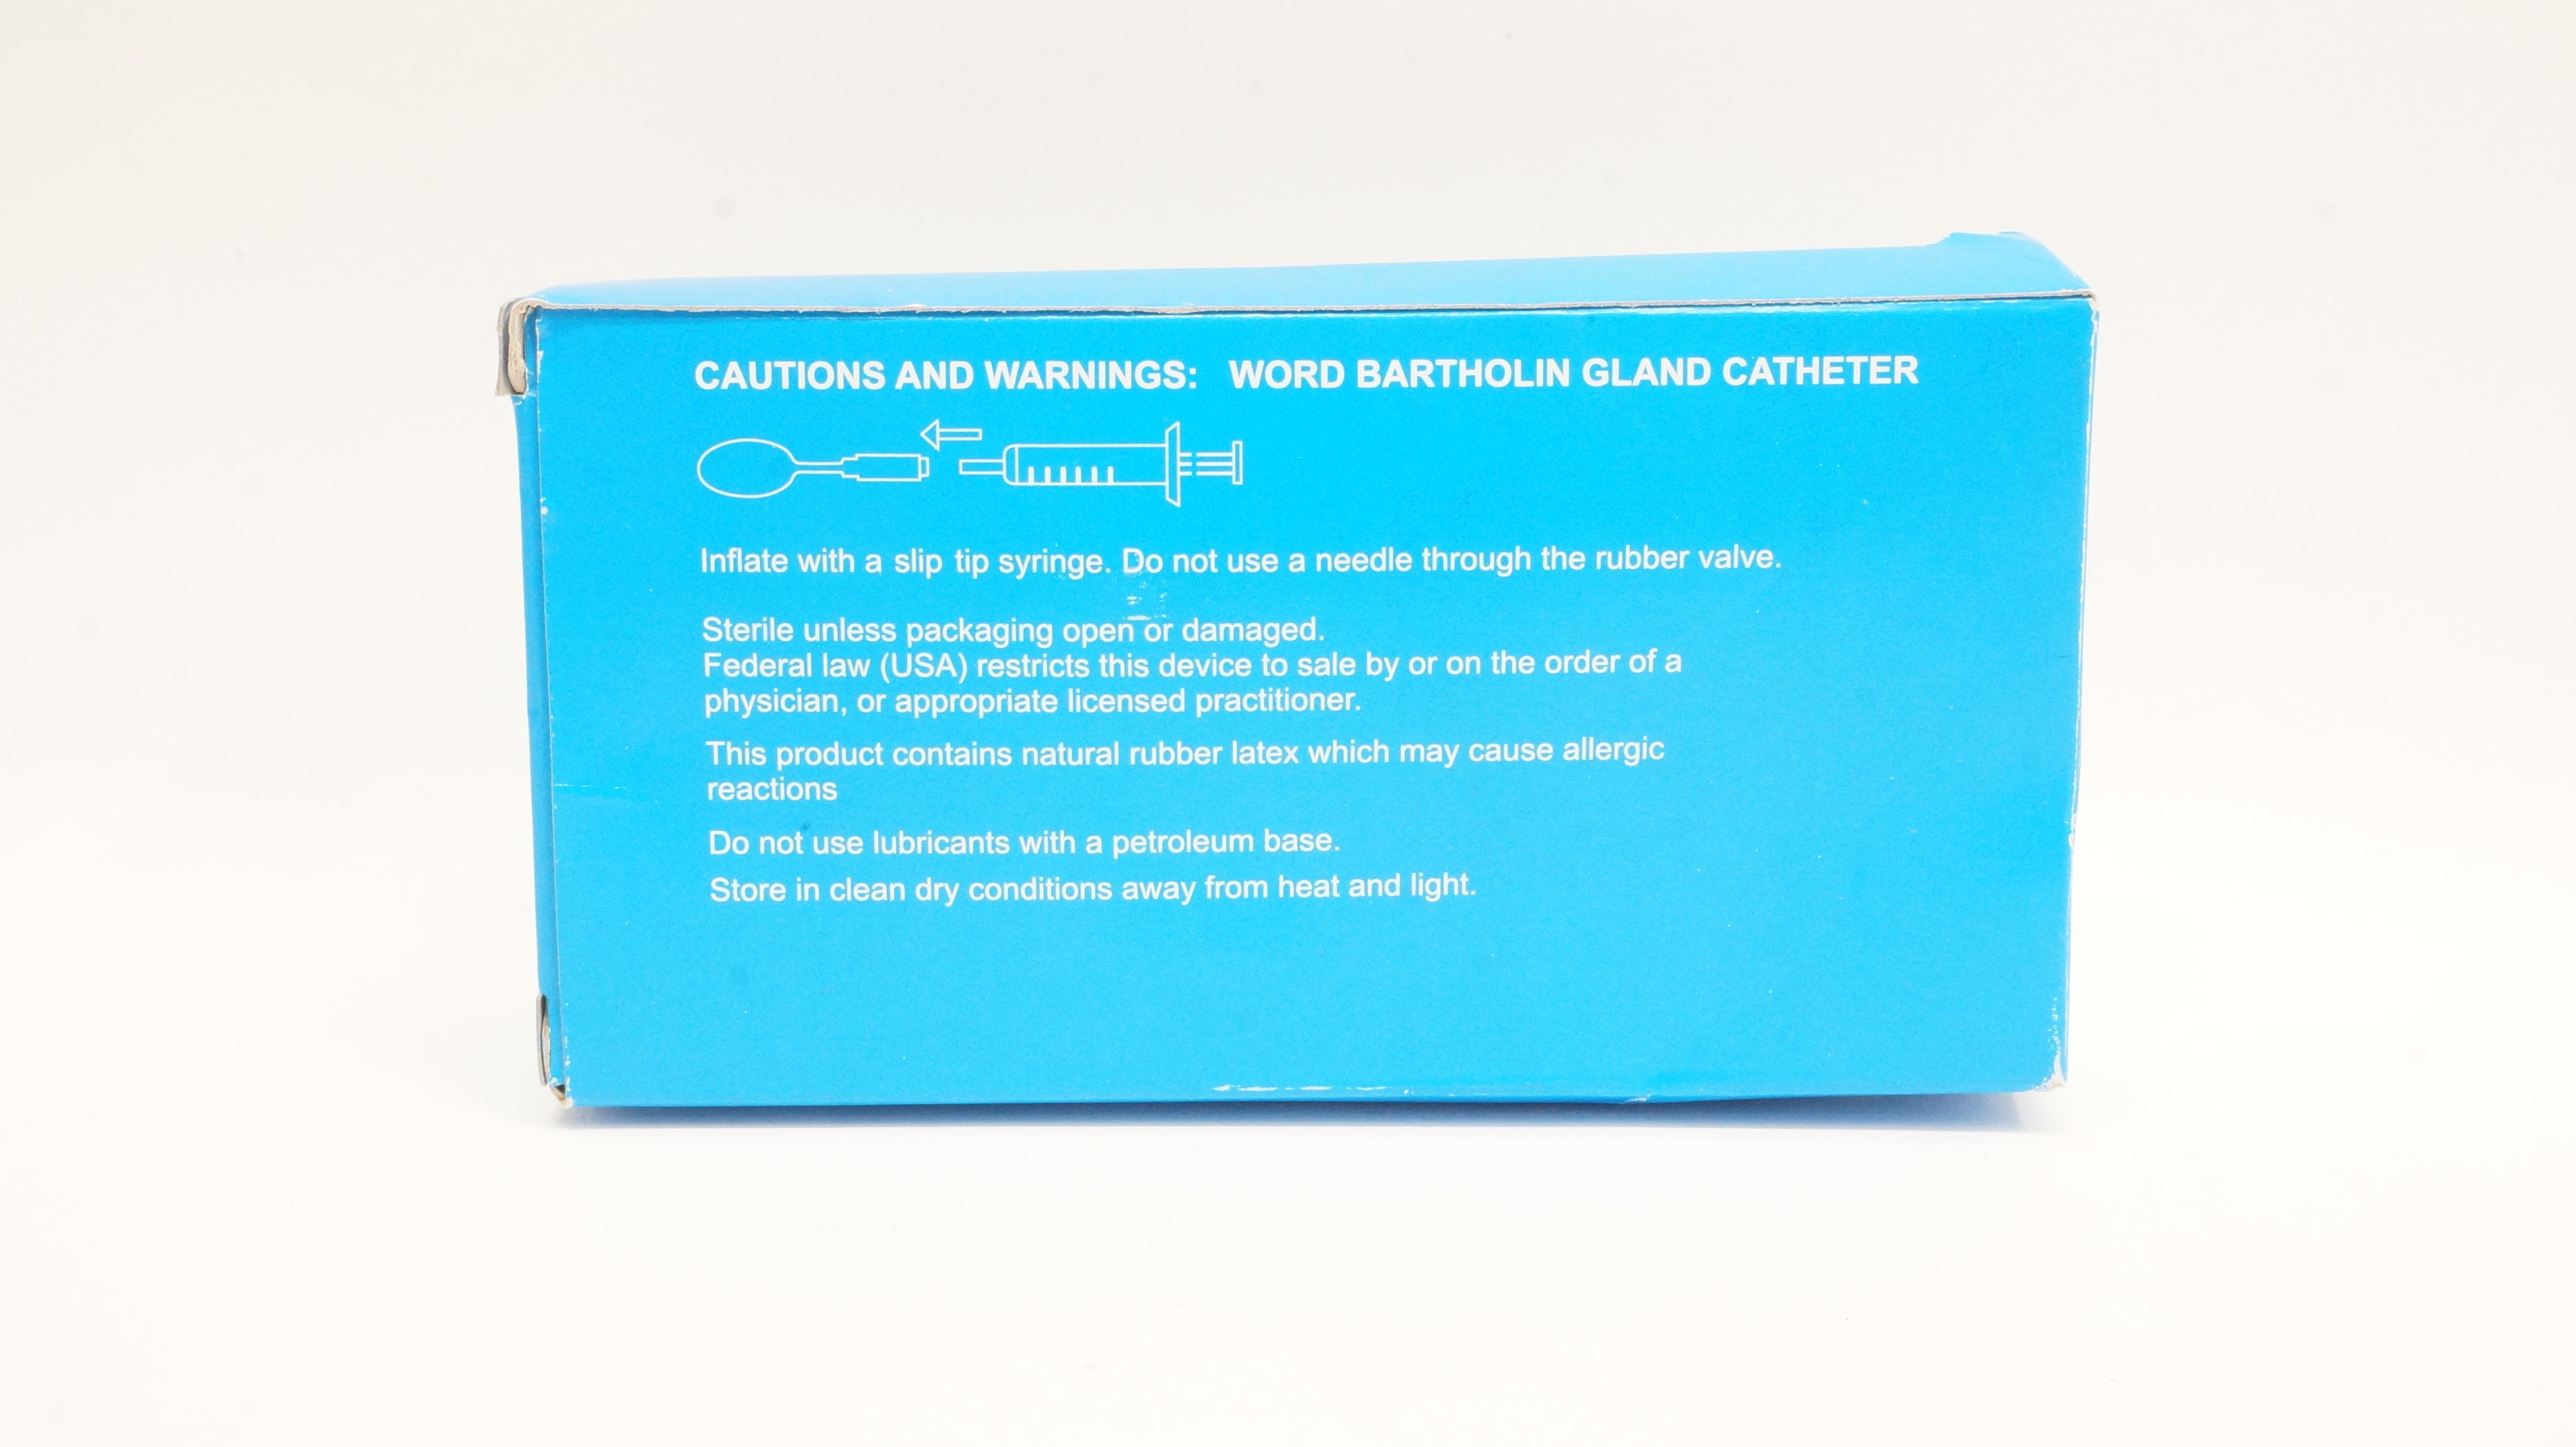 CAUTIONS AND WARNINGS: WORD BARTHOLIN GLAND CATHETER
Inflate with a slip tip syringe. Do not use a needle through the rubber valve.
Sterile unless packaging open or damaged.
Federal law (USA) restricts this device to sale by or on the order of a
physician, or appropriate licensed practitioner.
This product contains natural rubber latex which may cause allergic
reactions
Do not use lubricants with a petroleum base.
Store in clean dry conditions away from heat and light.